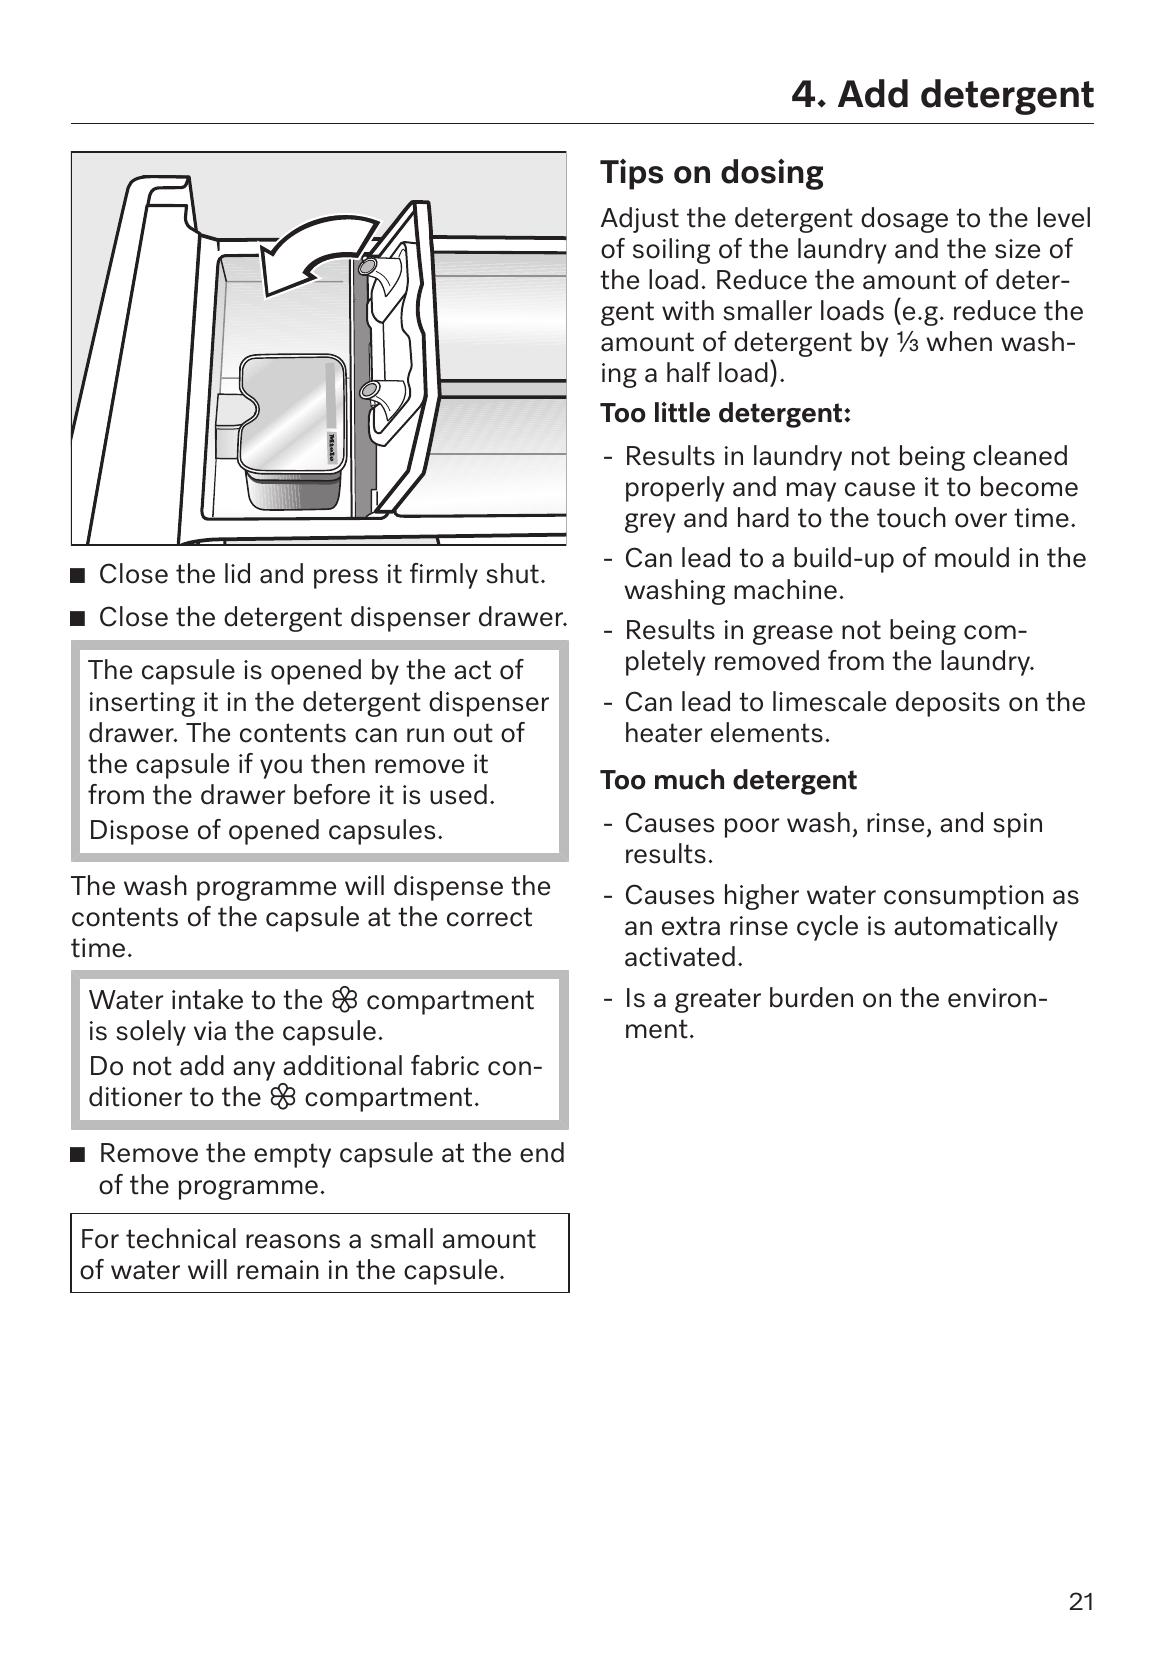 4. Add detergent
Miele
■ Close the lid and press it firmly shut.
■ Close the detergent dispenser drawer.
The capsule is opened by the act of
inserting it in the detergent dispenser
drawer. The contents can run out of
the capsule if you then remove it
from the drawer before it is used.
Dispose of opened capsules.
The wash programme will dispense the
contents of the capsule at the correct
time.
Water intake to the compartment
is solely via the capsule.
Do not add any additional fabric con-
ditioner to the compartment.
■ Remove the empty capsule at the end
of the programme.
For technical reasons a small amount
of water will remain in the capsule.
Tips on dosing
Adjust the detergent dosage to the level
of soiling of the laundry and the size of
the load. Reduce the amount of deter-
gent with smaller loads (e.g. reduce the
amount of detergent by ⅓ when wash-
ing a half load).
Too little detergent:
- Results in laundry not being cleaned
properly and may cause it to become
grey and hard to the touch over time.
- Can lead to a build-up of mould in the
washing machine.
- Results in grease not being com-
pletely removed from the laundry.
- Can lead to limescale deposits on the
heater elements.
Too much detergent
- Causes poor wash, rinse, and spin
results.
- Causes higher water consumption as
an extra rinse cycle is automatically
activated.
- Is a greater burden on the environ-
ment.
21